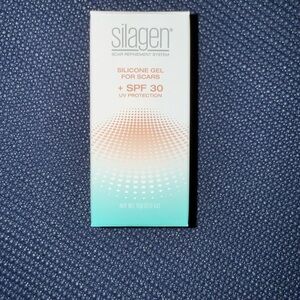 silagen®
SCAR REFINEMENT SYSTEM
SILICONE GEL
FOR SCARS
+ SPF 30
UV PROTECTION